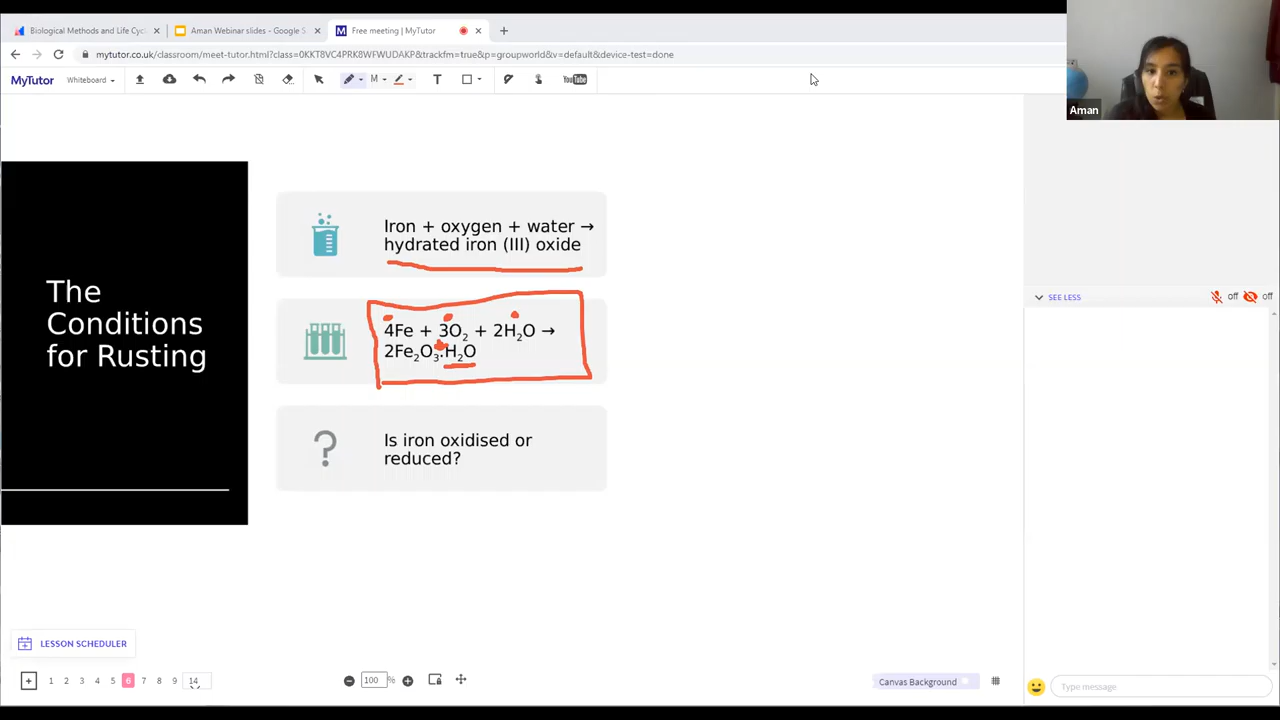 Biological Methods and Life Cyc
Aman Webinar slides - Google S
Free meeting | MyTutor
mytutor.co.uk/classroom/meet-tutor.html?class=0KKT8VC4PRK8WFWUDAKP&trackfm=true&p=groupworld&v=default&device-test=done
MyTutor
Whiteboard
M
T
YouTube
Aman
The
Conditions
for Rusting
Iron + oxygen + water →
hydrated iron (III) oxide
4Fe + 3O₂ + 2H₂O →
2Fe₂O₃.H₂O
Is iron oxidised or
reduced?
SEE LESS
off
off
LESSON SCHEDULER
1 2 3 4 5 6 7 8 9 14
100 %
Canvas Background
Type message